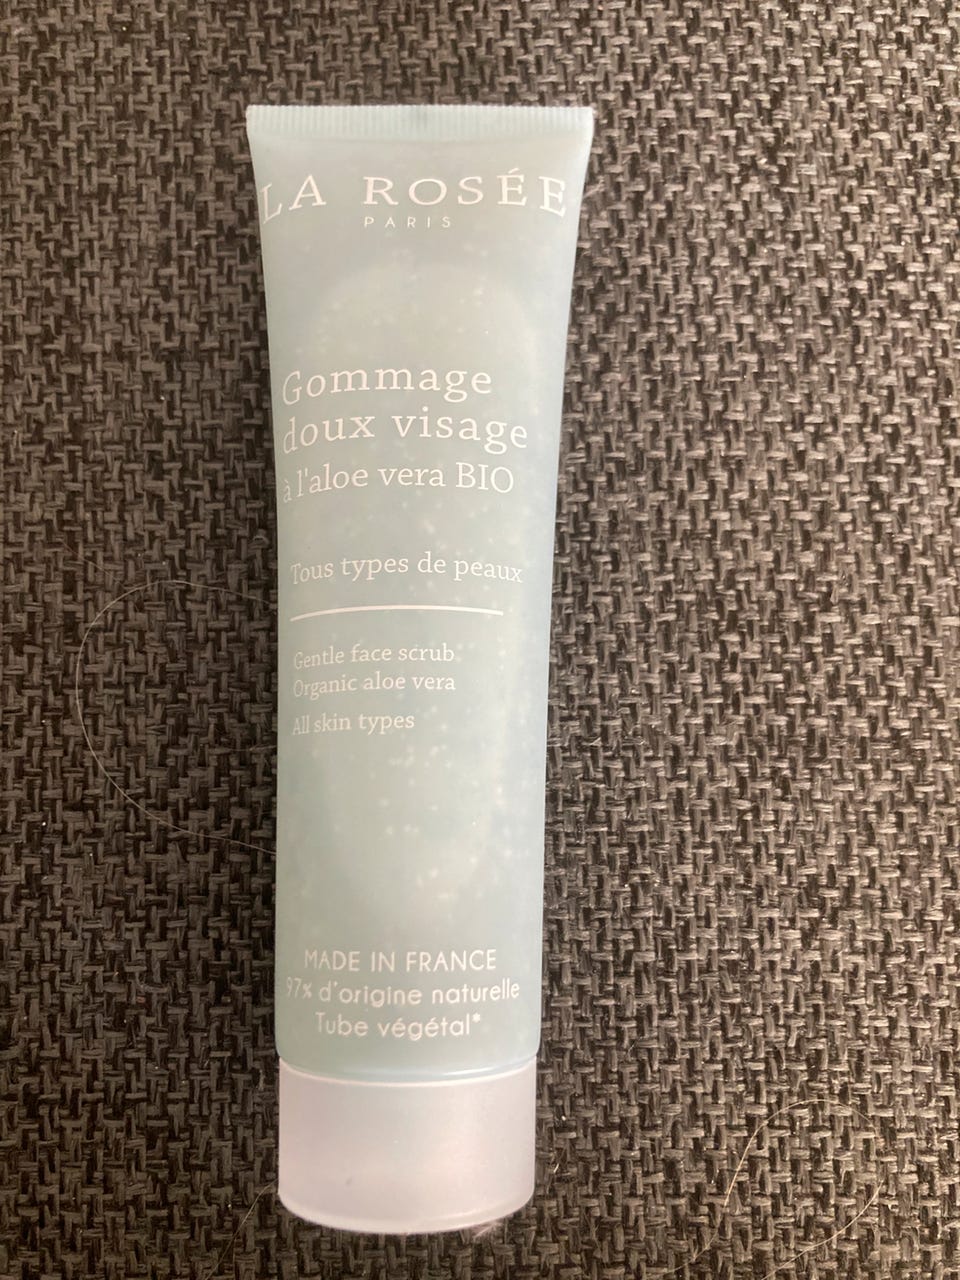 LA ROSÉE
PARIS
Gommage
doux visage
à l'aloe vera BIO
Tous types de peaux
Gentle face scrub
Organic aloe vera
All skin types
MADE IN FRANCE
97% d'origine naturelle
Tube végétal*